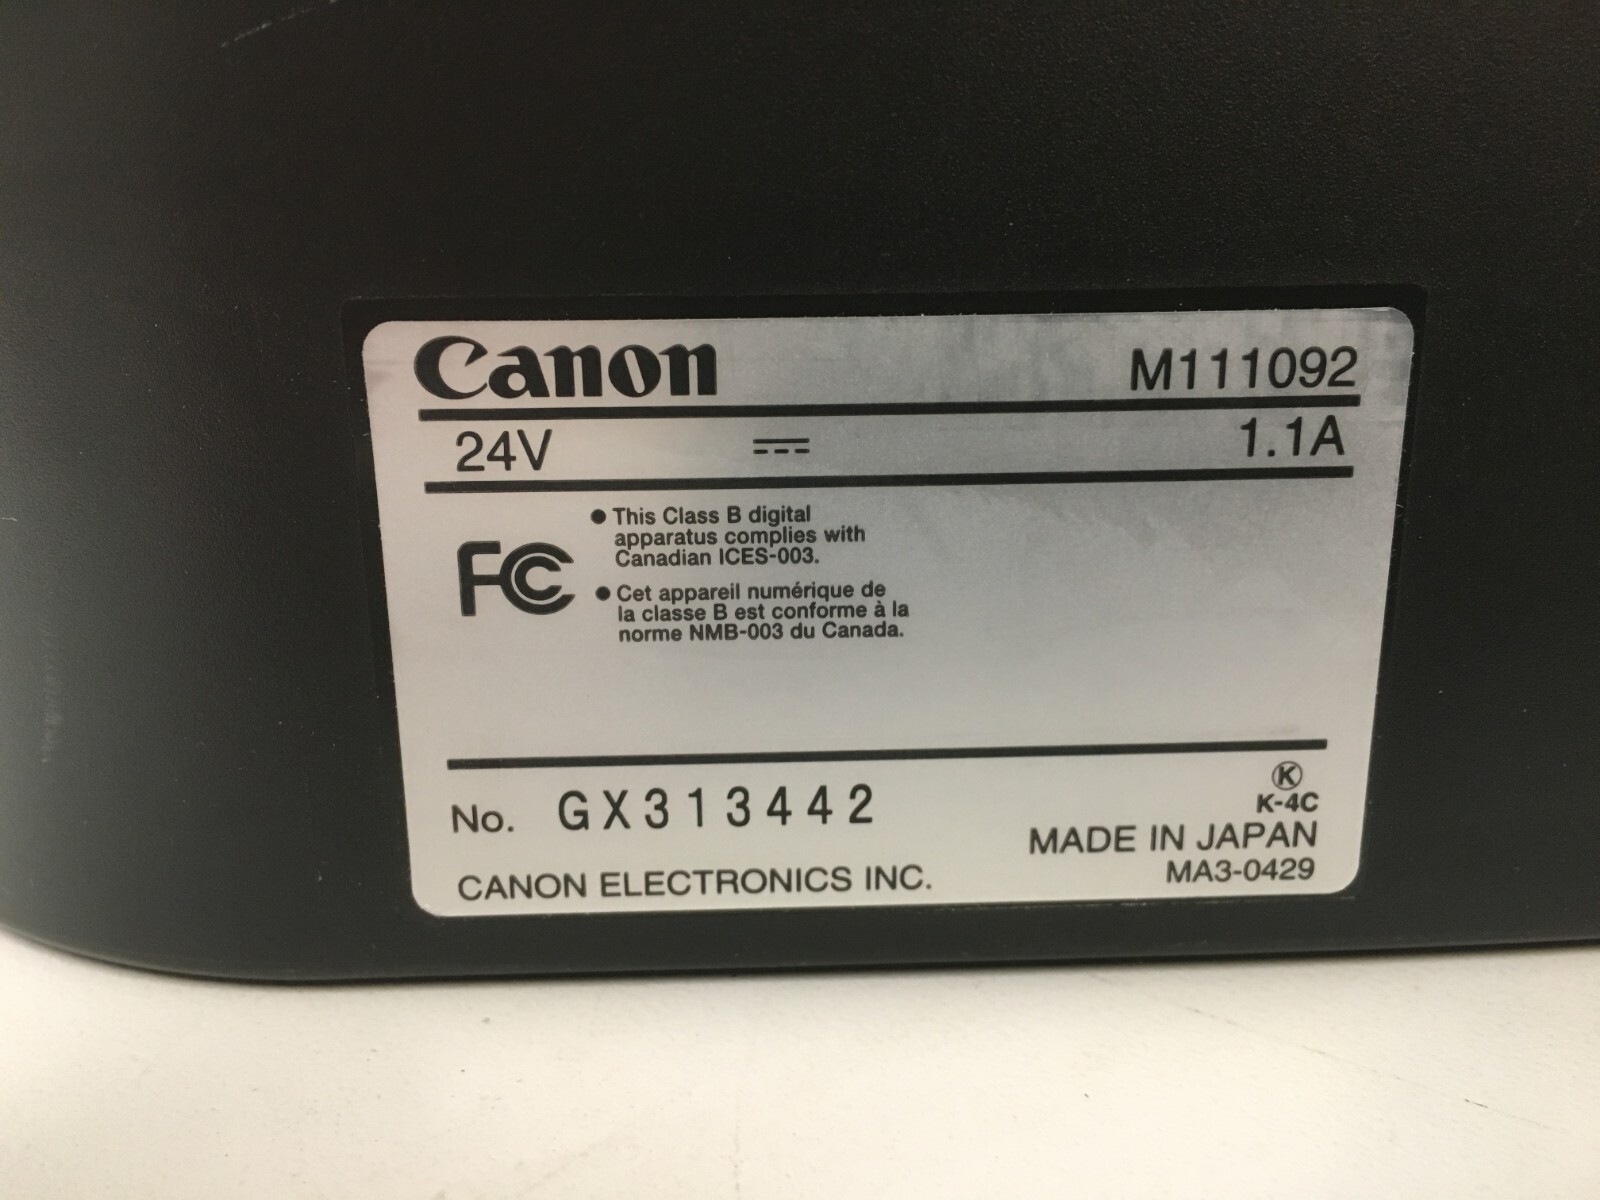 Canon M111092
24V 1.1A
FC
● This Class B digital
apparatus complies with
Canadian ICES-003.
● Cet appareil numérique de
la classe B est conforme à la
norme NMB-003 du Canada.
No. GX313442
K
K-4C
MADE IN JAPAN
CANON ELECTRONICS INC.
MA3-0429